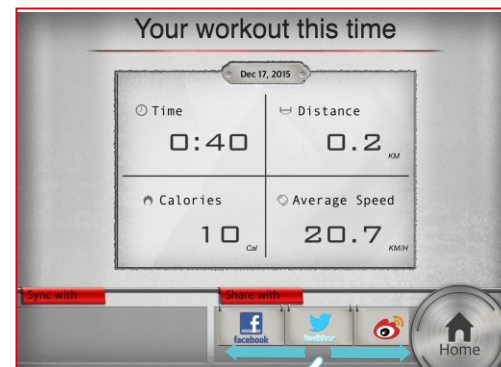 Your workout this time
Dec 17, 2015
Time
0:40
Distance
0.2 KM
Calories
10 Cal
Average Speed
20.7 KM/H
Sync with
Share with
facebook
twitter
Home